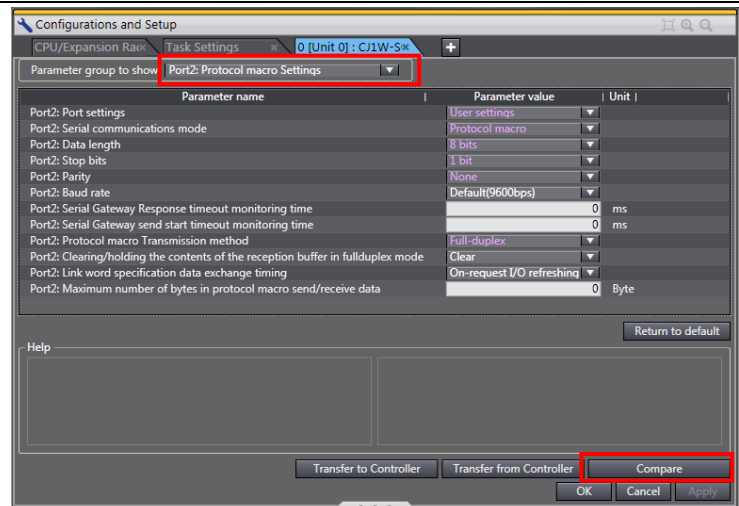 Configurations and Setup
CPU/Expansion Rac Task Settings 0 [Unit 0] : CJ1W-S
Parameter group to show Port2: Protocol macro Settings
Parameter name Parameter value Unit
Port2: Port settings User settings
Port2: Serial communications mode Protocol macro
Port2: Data length 8 bits
Port2: Stop bits 1 bit
Port2: Parity None
Port2: Baud rate Default(9600bps)
Port2: Serial Gateway Response timeout monitoring time 0 ms
Port2: Serial Gateway send start timeout monitoring time 0 ms
Port2: Protocol macro Transmission method Full-duplex
Port2: Clearing/holding the contents of the reception buffer in fullduplex mode Clear
Port2: Link word specification data exchange timing On-request I/O refreshing
Port2: Maximum number of bytes in protocol macro send/receive data 0 Byte
Return to default
Help
Transfer to Controller Transfer from Controller Compare
OK Cancel Apply